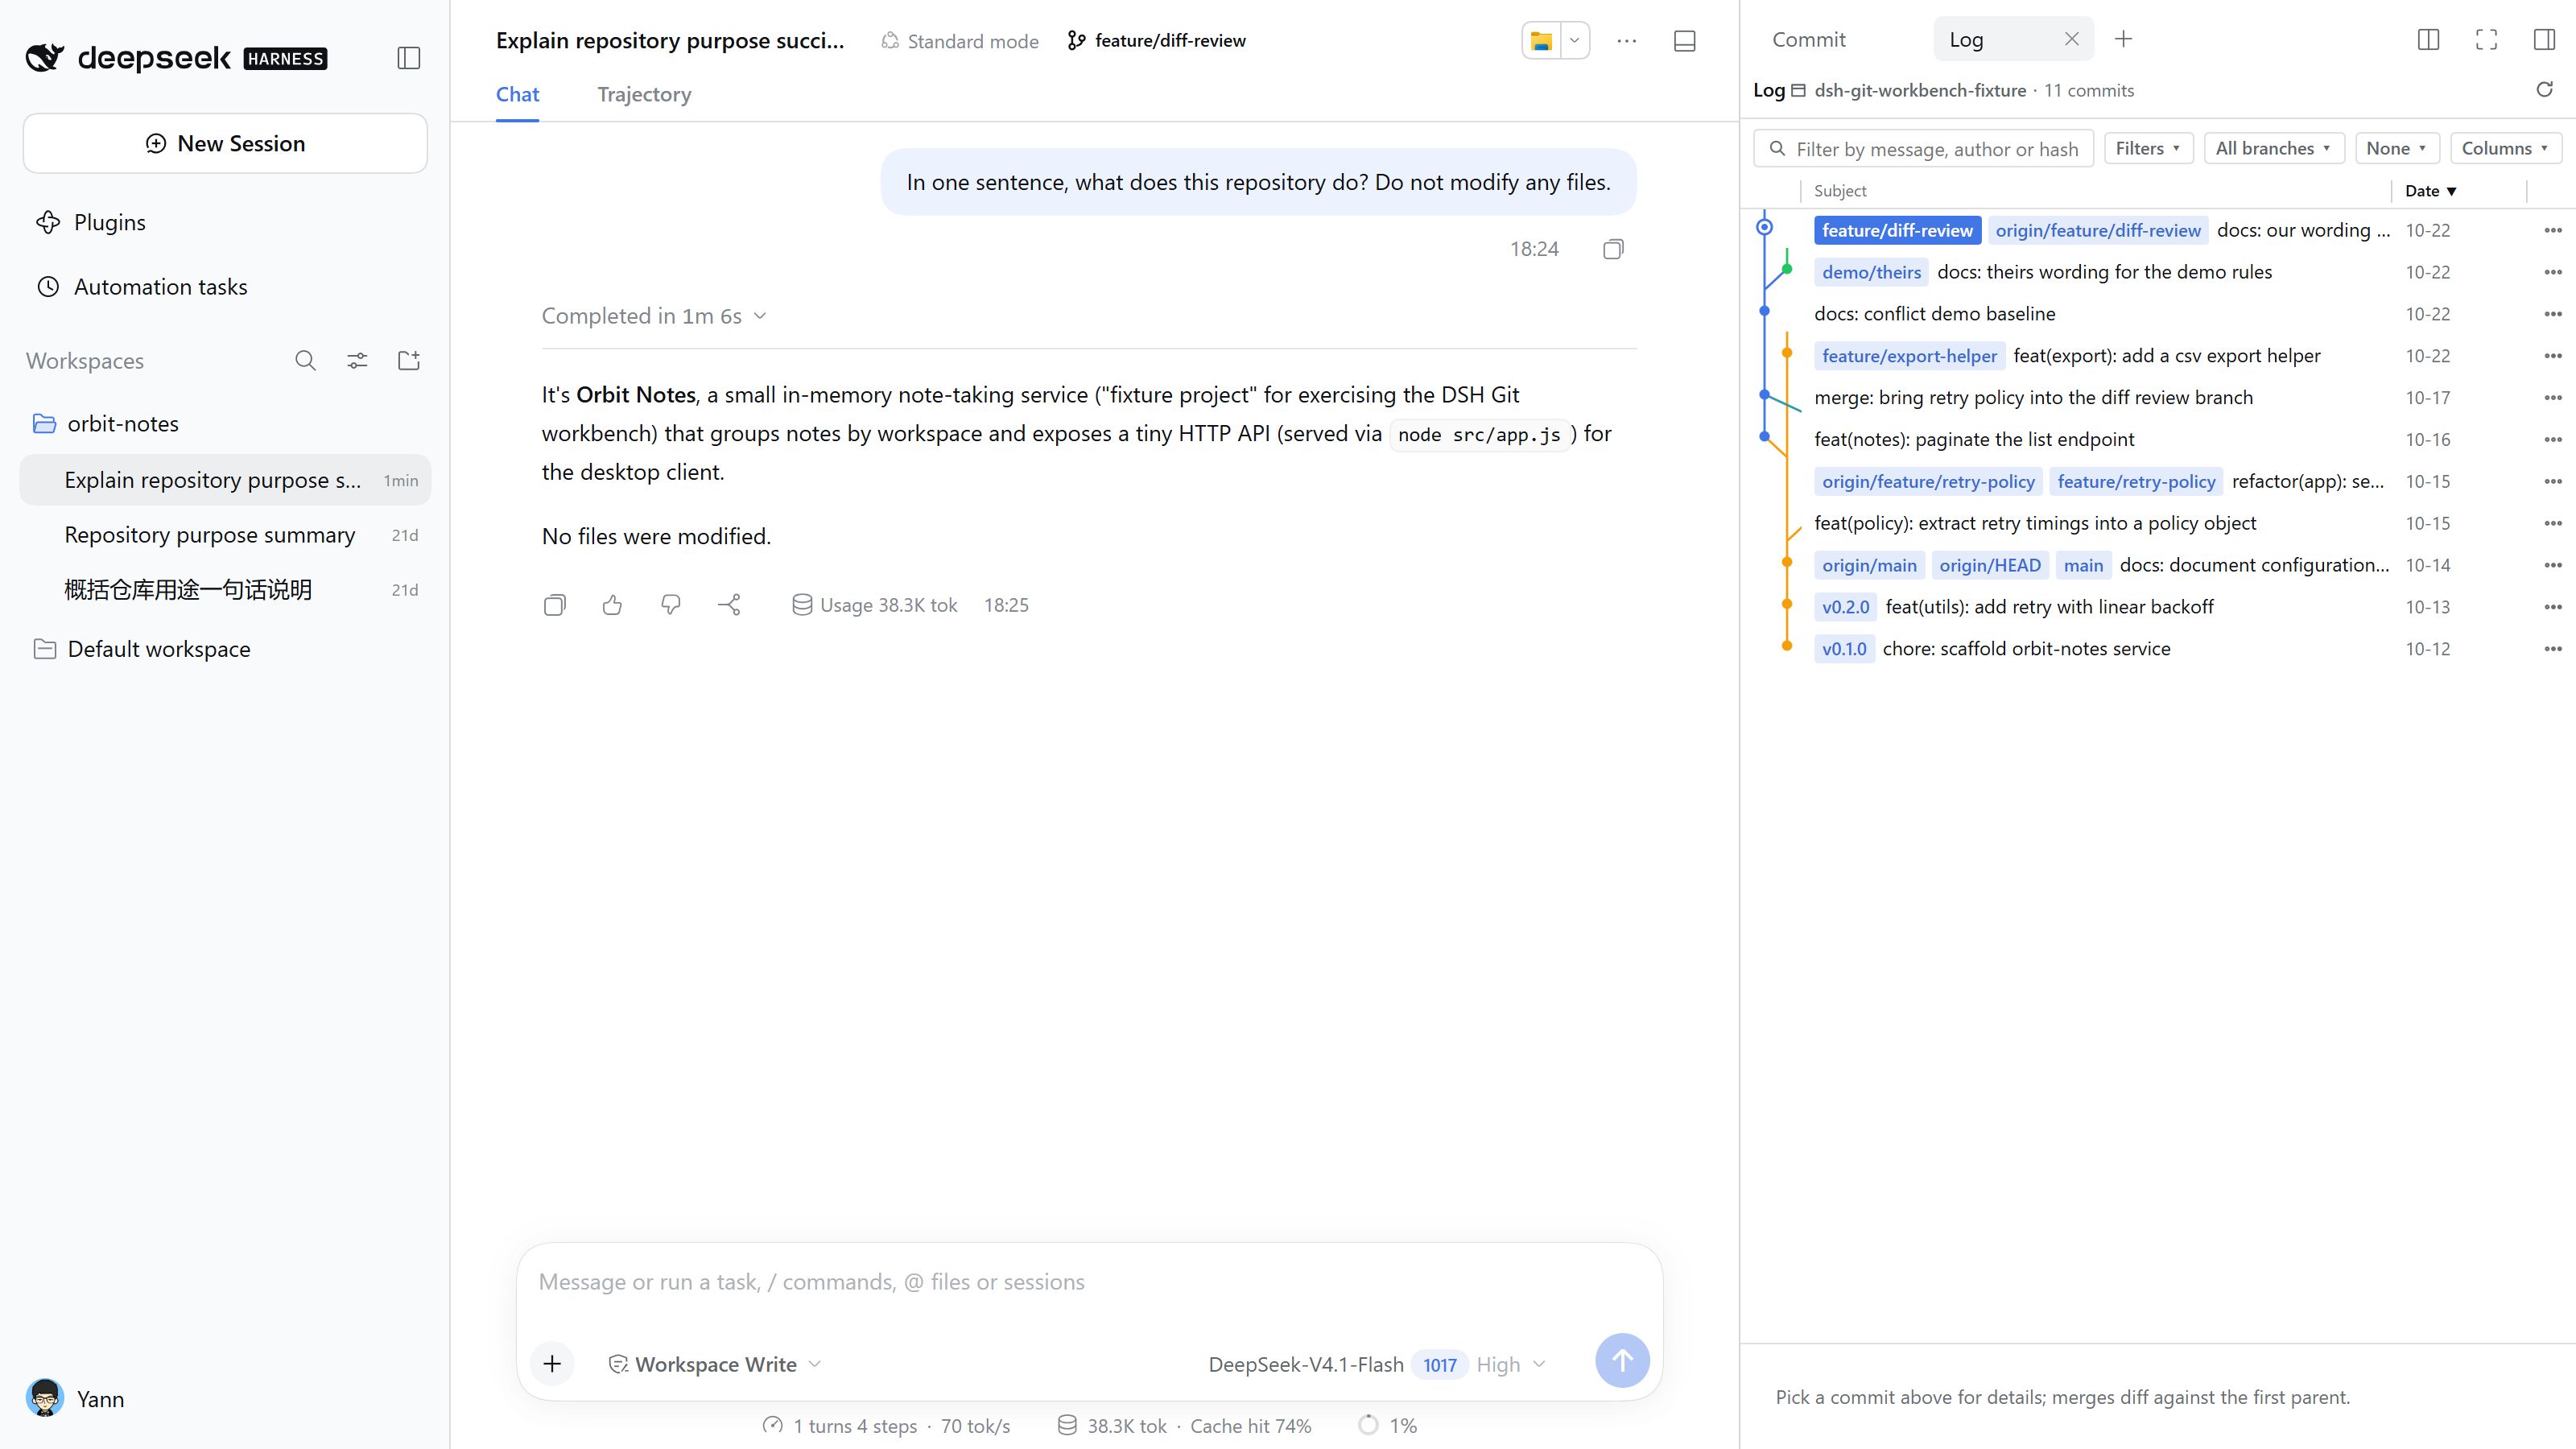 deepseek HARNESS
New Session
Plugins
Automation tasks
Workspaces
orbit-notes
Explain repository purpose s... 1min
Repository purpose summary 21d
概括仓库用途一句话说明 21d
Default workspace
Yann
Explain repository purpose succi... Standard mode feature/diff-review
Chat Trajectory
In one sentence, what does this repository do? Do not modify any files.
18:24
Completed in 1m 6s
It's Orbit Notes, a small in-memory note-taking service ("fixture project" for exercising the DSH Git
workbench) that groups notes by workspace and exposes a tiny HTTP API (served via node src/app.js) for
the desktop client.
No files were modified.
Usage 38.3K tok 18:25
Message or run a task, / commands, @ files or sessions
Workspace Write DeepSeek-V4.1-Flash 1017 High
1 turns 4 steps · 70 tok/s 38.3K tok · Cache hit 74% 1%
Commit Log
Log dsh-git-workbench-fixture · 11 commits
Filter by message, author or hash Filters All branches None Columns
Subject Date
feature/diff-review origin/feature/diff-review docs: our wording ... 10-22
demo/theirs docs: theirs wording for the demo rules 10-22
docs: conflict demo baseline 10-22
feature/export-helper feat(export): add a csv export helper 10-22
merge: bring retry policy into the diff review branch 10-17
feat(notes): paginate the list endpoint 10-16
origin/feature/retry-policy feature/retry-policy refactor(app): se... 10-15
feat(policy): extract retry timings into a policy object 10-15
origin/main origin/HEAD main docs: document configuration... 10-14
v0.2.0 feat(utils): add retry with linear backoff 10-13
v0.1.0 chore: scaffold orbit-notes service 10-12
Pick a commit above for details; merges diff against the first parent.